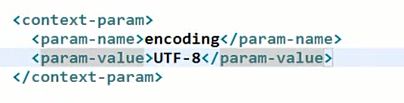 <context-param>
<param-name>encoding</param-name>
<param-value>UTF-8</param-value>
</context-param>